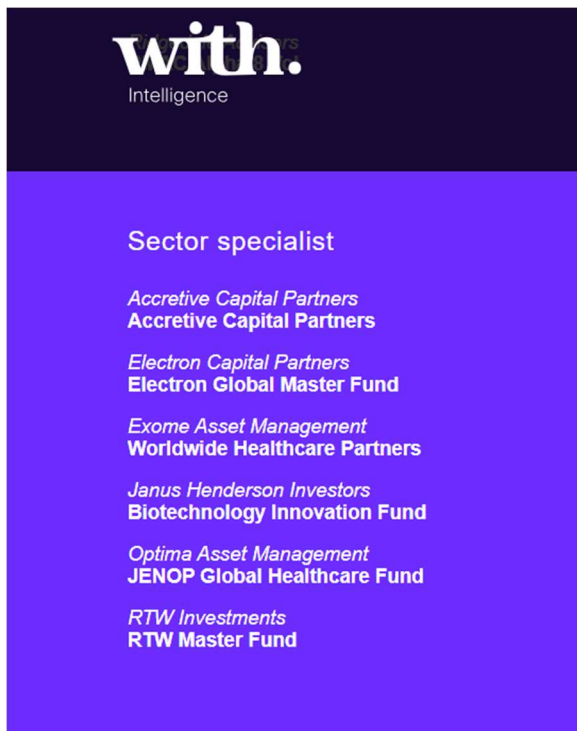 with.
Intelligence
Sector specialist
Accretive Capital Partners
Accretive Capital Partners
Electron Capital Partners
Electron Global Master Fund
Exome Asset Management
Worldwide Healthcare Partners
Janus Henderson Investors
Biotechnology Innovation Fund
Optima Asset Management
JENOP Global Healthcare Fund
RTW Investments
RTW Master Fund